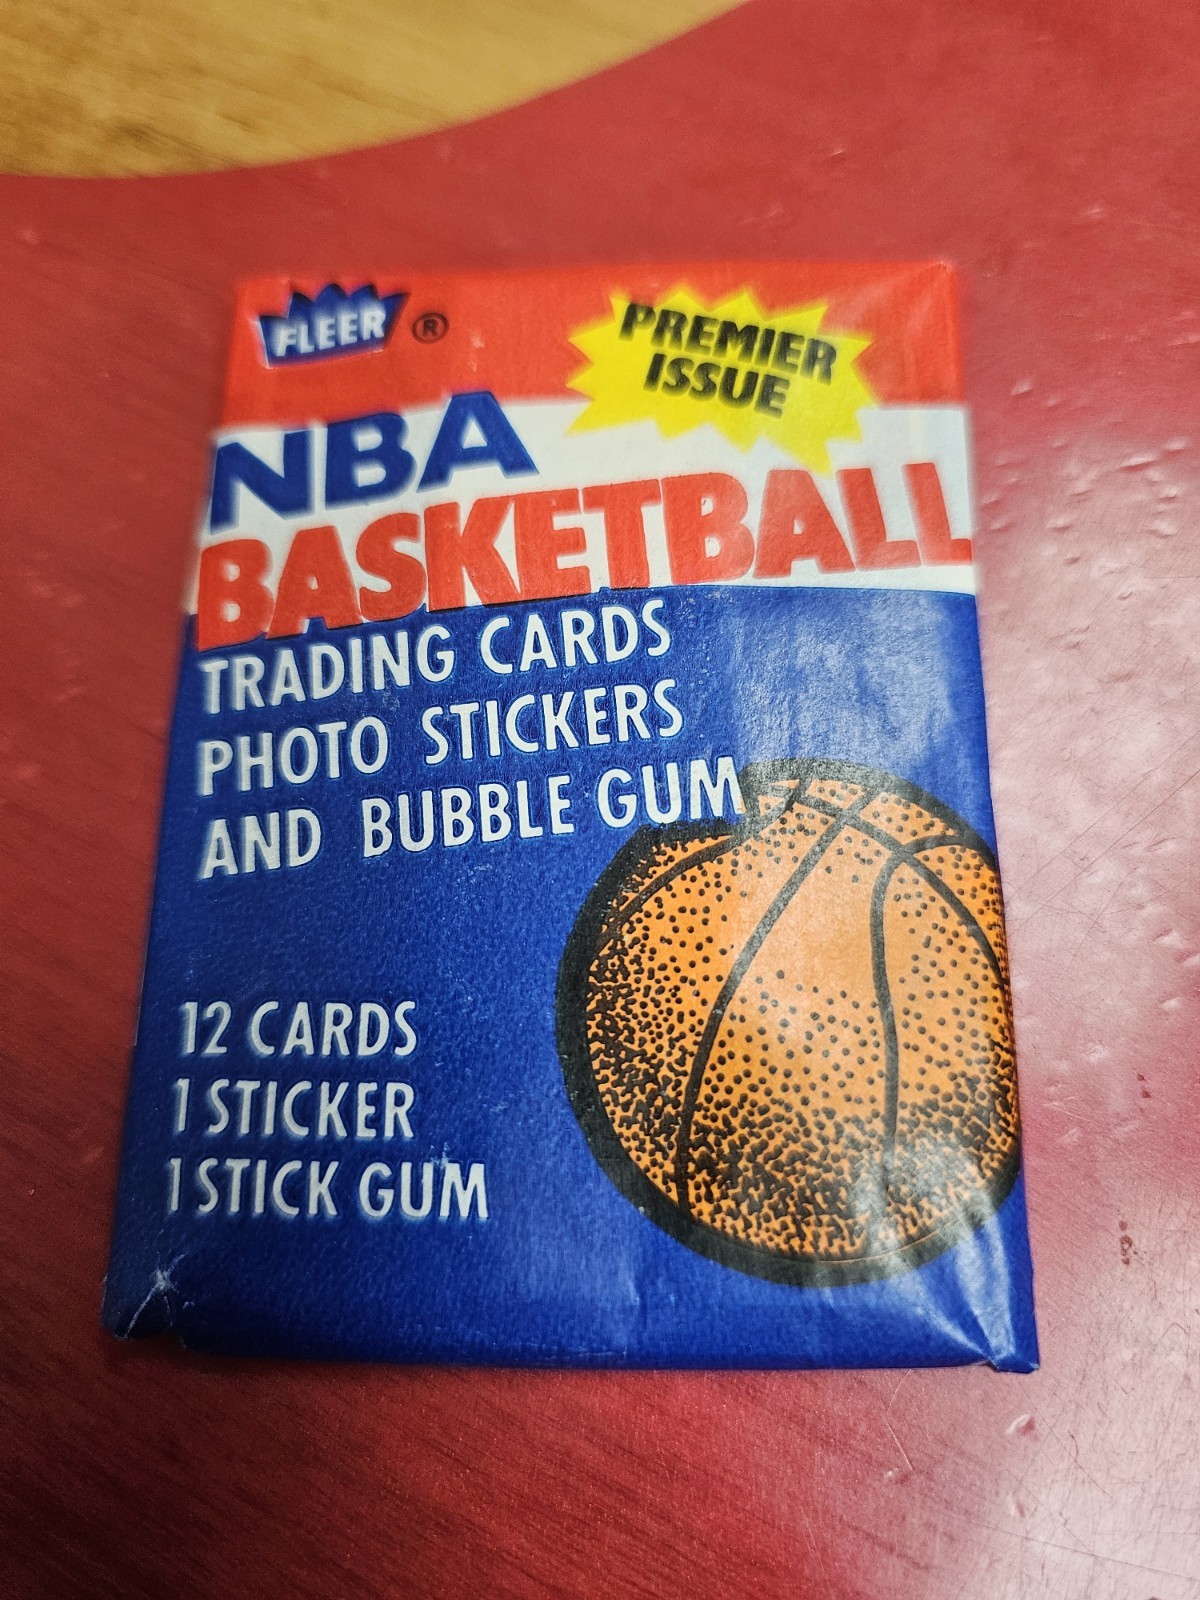 FLEER ®
PREMIER
ISSUE
NBA
BASKETBALL
TRADING CARDS
PHOTO STICKERS
AND BUBBLE GUM
12 CARDS
1 STICKER
1 STICK GUM